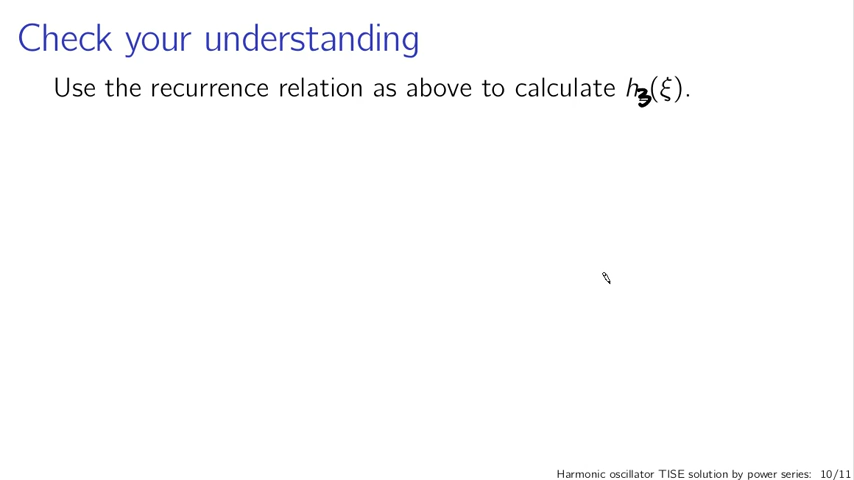 Check your understanding
Use the recurrence relation as above to calculate h₃(ξ).
Harmonic oscillator TISE solution by power series: 10/11